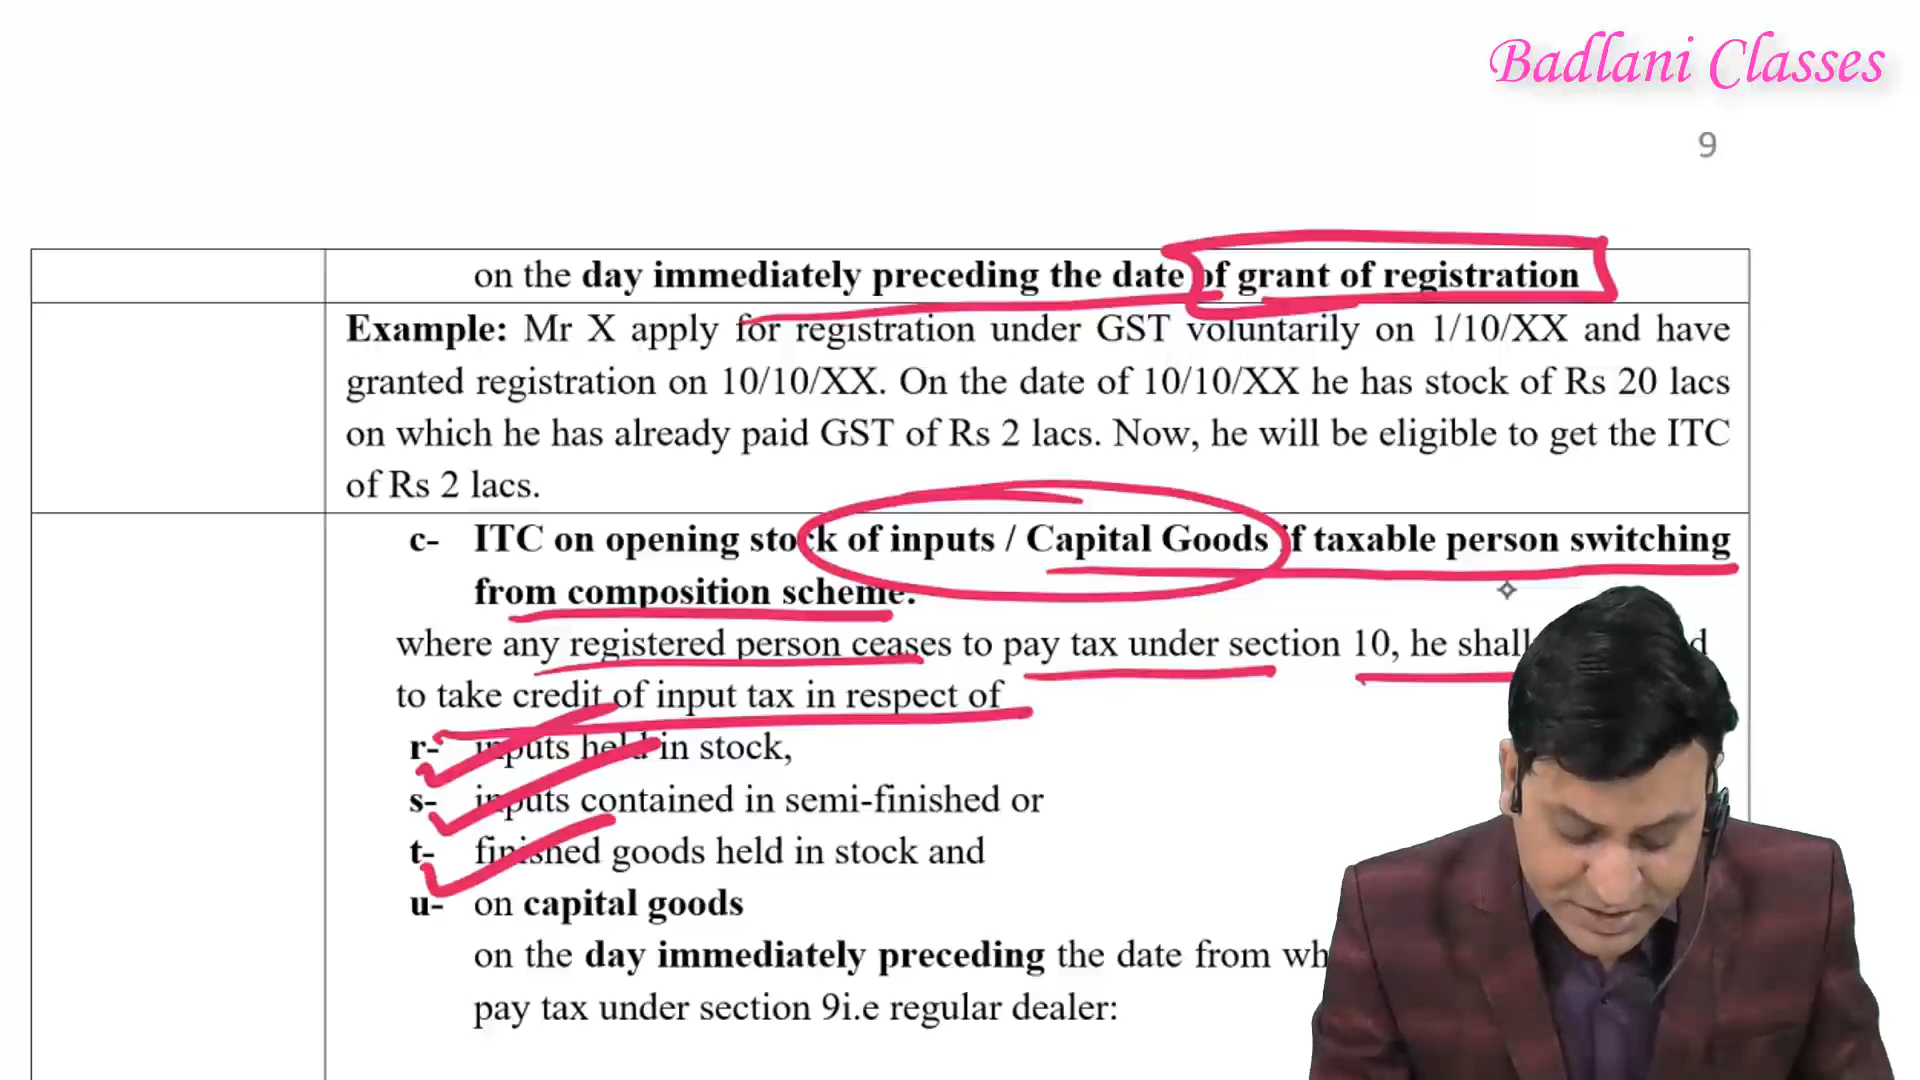 Badlani Classes
9
on the day immediately preceding the date of grant of registration
Example: Mr X apply for registration under GST voluntarily on 1/10/XX and have
granted registration on 10/10/XX. On the date of 10/10/XX he has stock of Rs 20 lacs
on which he has already paid GST of Rs 2 lacs. Now, he will be eligible to get the ITC
of Rs 2 lacs.
c- ITC on opening stock of inputs / Capital Goods if taxable person switching
from composition scheme.
where any registered person ceases to pay tax under section 10, he shall
to take credit of input tax in respect of
r- inputs held in stock,
s- inputs contained in semi-finished or
t- finished goods held in stock and
u- on capital goods
on the day immediately preceding the date from
pay tax under section 9i.e regular dealer: